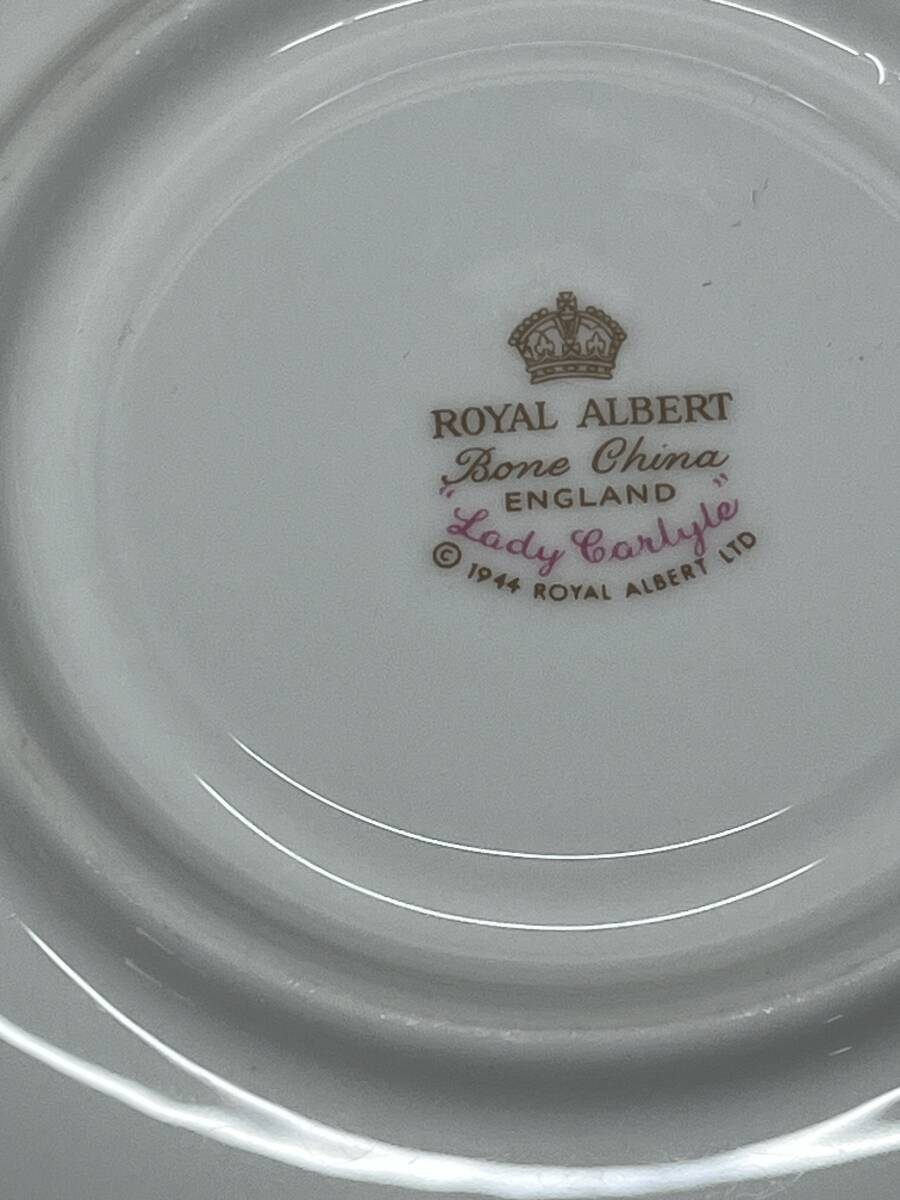 ROYAL ALBERT
Bone China
ENGLAND
"Lady Carlyle"
© 1944 ROYAL ALBERT LTD